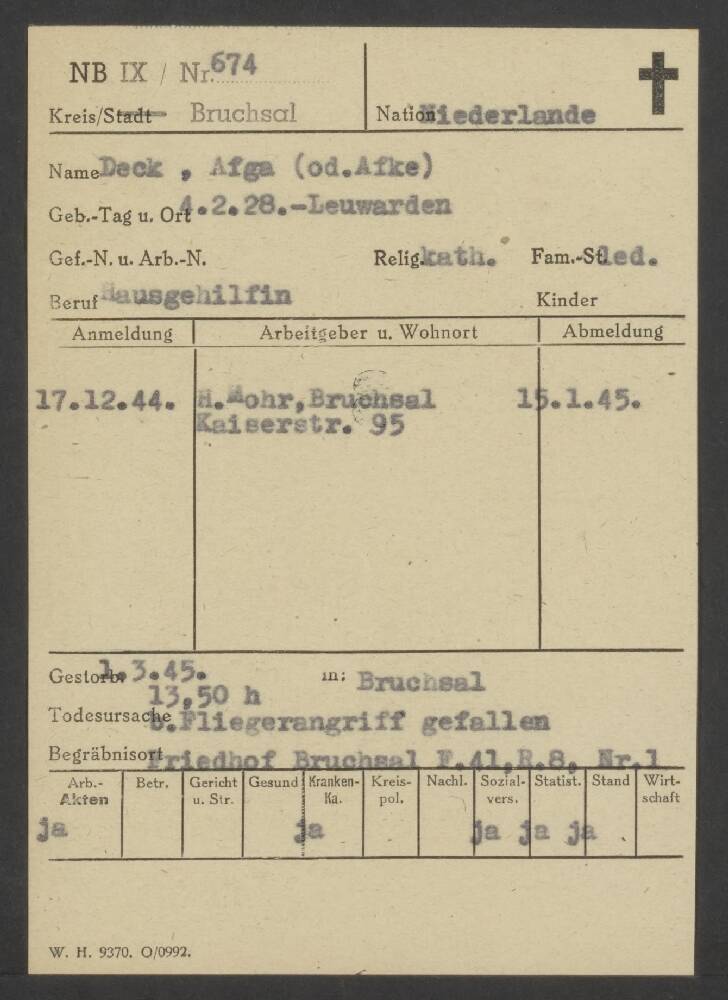 NB IX / Nr. 674
Kreis/Stadt Bruchsal Nation Niederlande
Name Deck , Afga (od.Afke)
Geb.-Tag u. Ort 4.2.28.-Leuwarden
Gef.-N. u. Arb.-N. Relig. kath. Fam.-St. led.
Beruf Hausgehilfin Kinder
Anmeldung Arbeitgeber u. Wohnort Abmeldung
17.12.44. H.Mohr,Bruchsal 15.1.45.
Kaiserstr. 95
Gestorb. 1.3.45. in: Bruchsal
13,50 h
Todesursache b.Fliegerangriff gefallen
Begräbnisort Friedhof Bruchsal F.41,R.8, Nr.1
Arb.- Betr. Gericht Gesund Kranken- Kreis- Nachl. Sozial- Statist. Stand Wirt-
Akten u. Str. Ka. pol. vers. schaft
ja ja ja ja ja
W. H. 9370. O/0992.